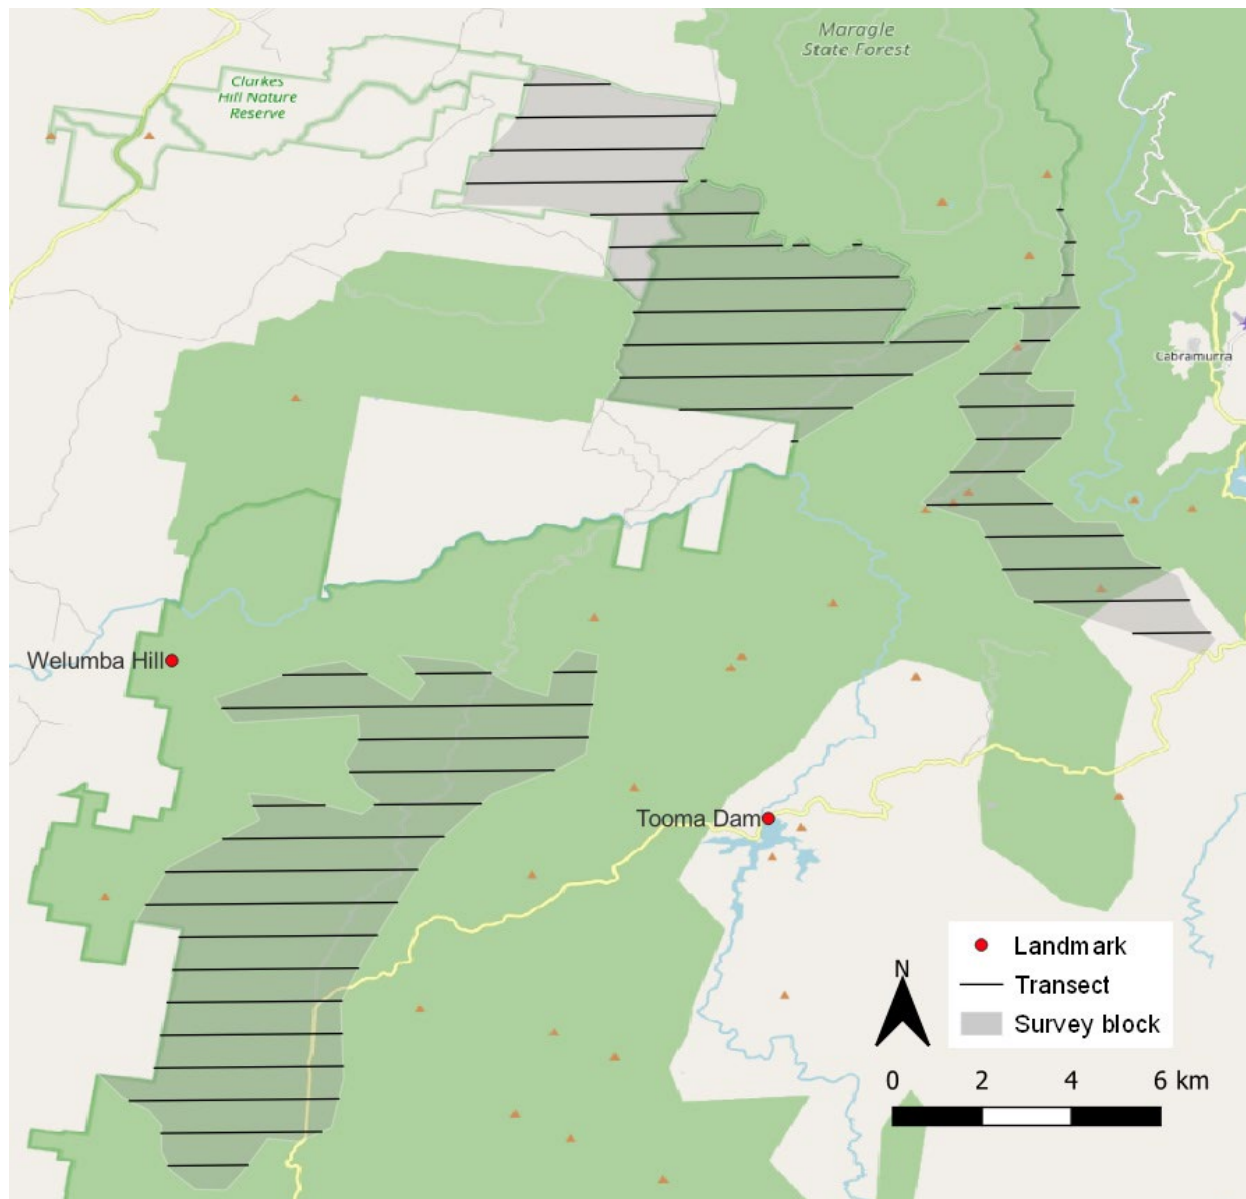 Maragle
State Forest
Clarkes
Hill Nature
Reserve
Cabramurra
Welumba Hill
Tooma Dam
N
Landmark
Transect
Survey block
0 2 4 6 km